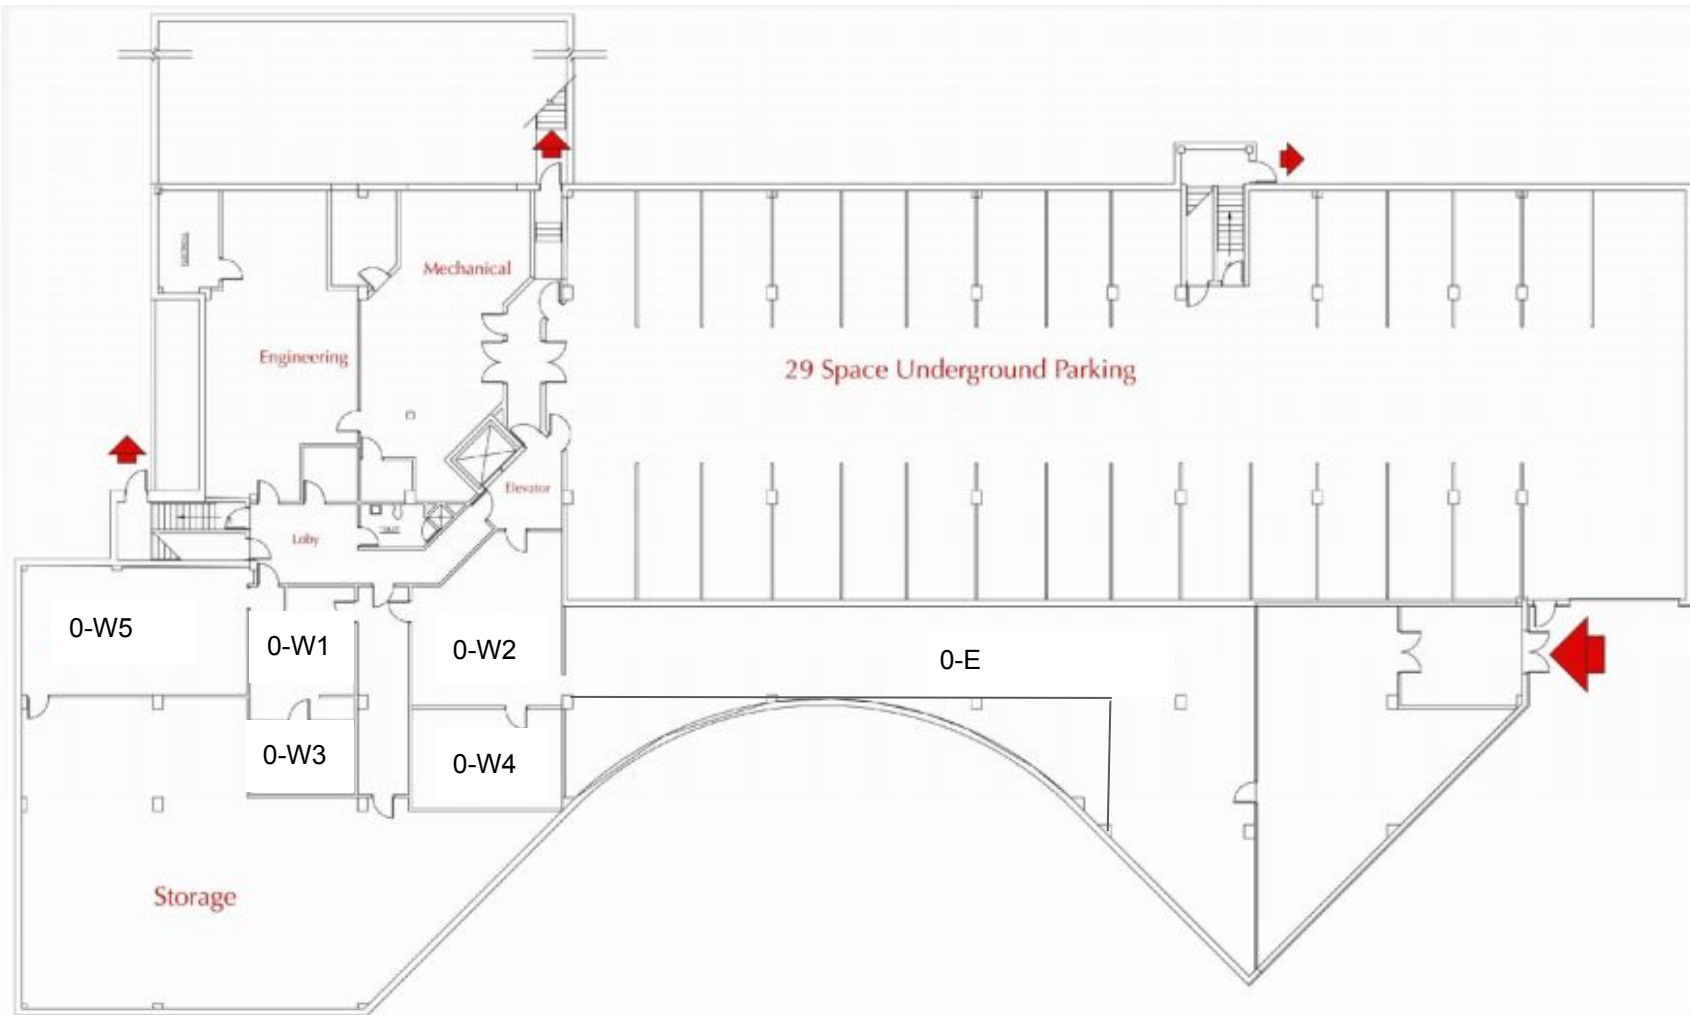 Mechanical
Engineering
29 Space Underground Parking
Elevator
Loby
0-W5
0-W1
0-W2
0-E
0-W3
0-W4
Storage